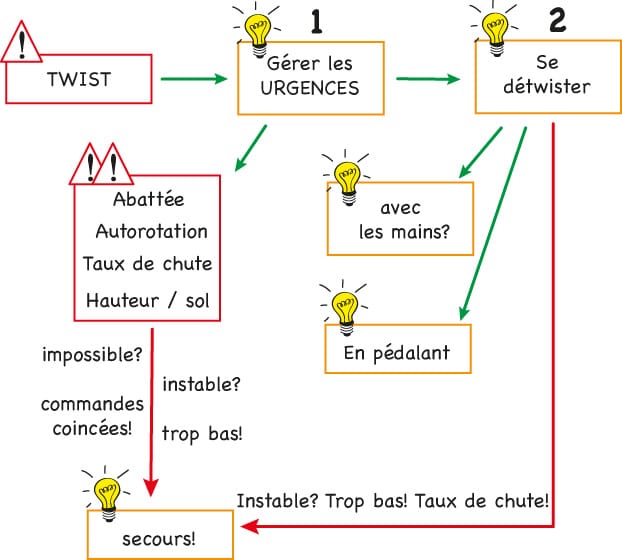 !
TWIST
1
Gérer les
URGENCES
2
Se
détwister
! !
Abattée
Autorotation
Taux de chute
Hauteur / sol
avec
les mains?
En pédalant
impossible?
instable?
commandes
coincées!
trop bas!
Instable? Trop bas! Taux de chute!
secours!